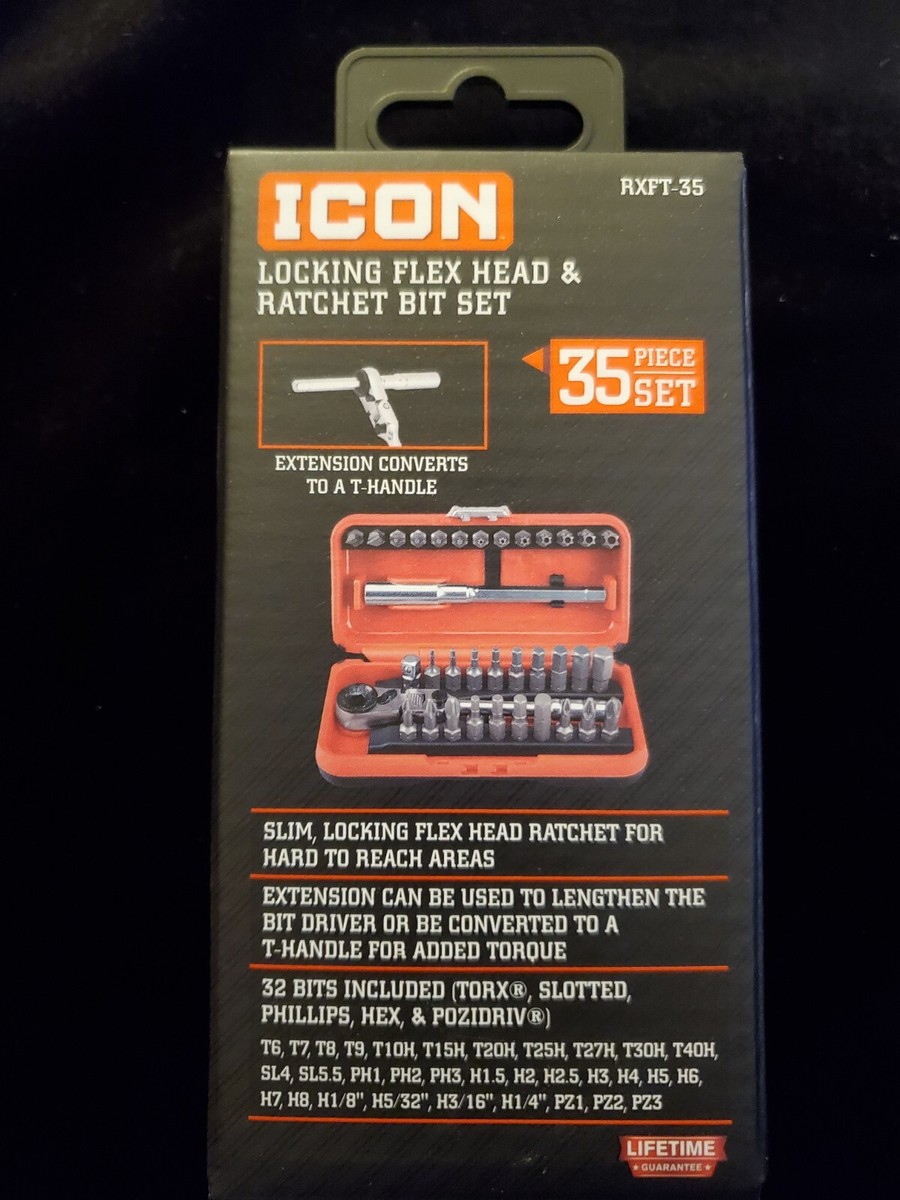 ICON
RXFT-35
LOCKING FLEX HEAD &
RATCHET BIT SET
35 PIECE
SET
EXTENSION CONVERTS
TO A T-HANDLE
SLIM, LOCKING FLEX HEAD RATCHET FOR
HARD TO REACH AREAS
EXTENSION CAN BE USED TO LENGTHEN THE
BIT DRIVER OR BE CONVERTED TO A
T-HANDLE FOR ADDED TORQUE
32 BITS INCLUDED (TORX®, SLOTTED,
PHILLIPS, HEX, & POZIDRIV®)
T6, T7, T8, T9, T10H, T15H, T20H, T25H, T27H, T30H, T40H,
SL4, SL5.5, PH1, PH2, PH3, H1.5, H2, H2.5, H3, H4, H5, H6,
H7, H8, H1/8", H5/32", H3/16", H1/4", PZ1, PZ2, PZ3
LIFETIME
★ GUARANTEE ★